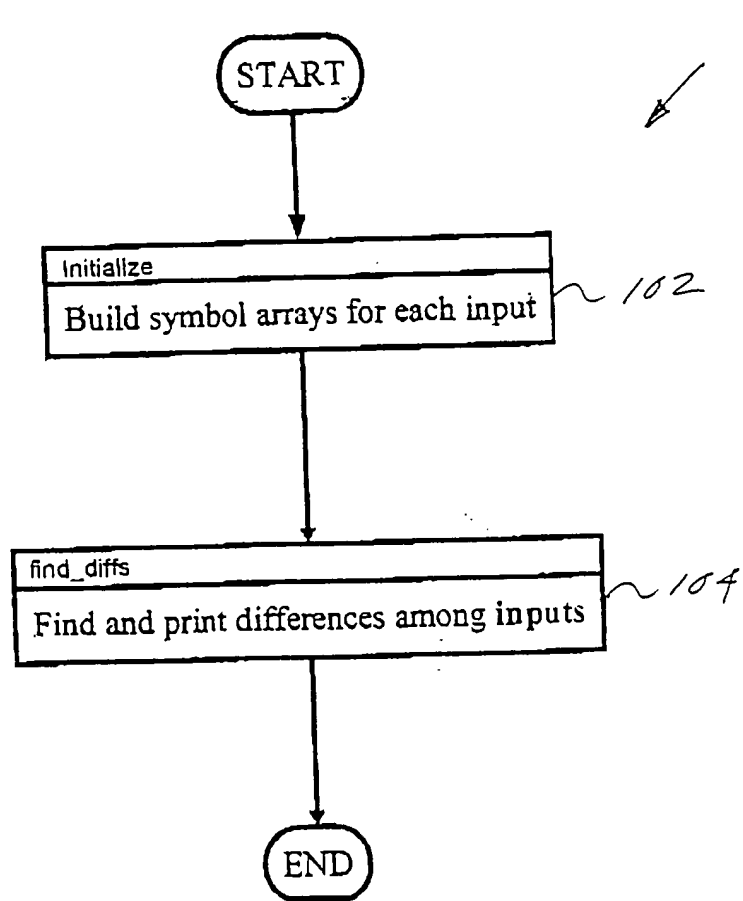 START
Initialize
Build symbol arrays for each input
102
find_diffs
Find and print differences among inputs
104
END